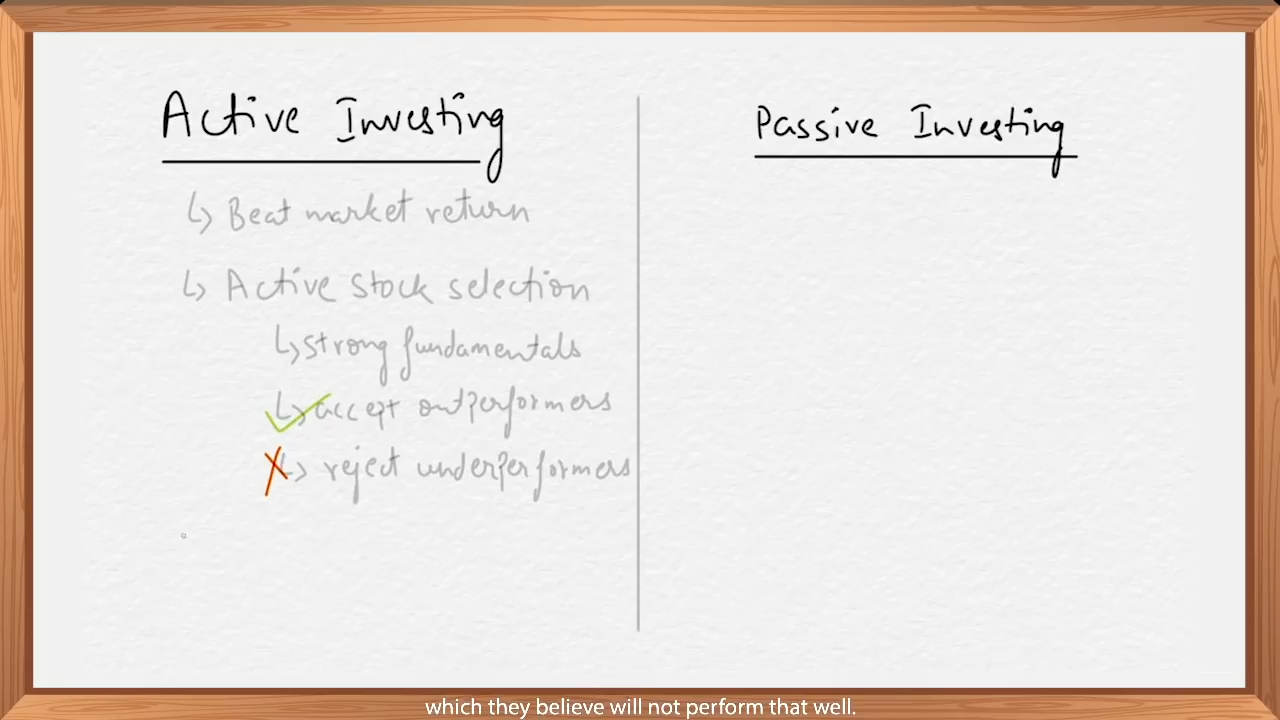 Active Investing
Passive Investing
↳ Beat market return
↳ Active stock selection
↳ strong fundamentals
↳ accept outperformers
↳ reject underperformers
which they believe will not perform that well.